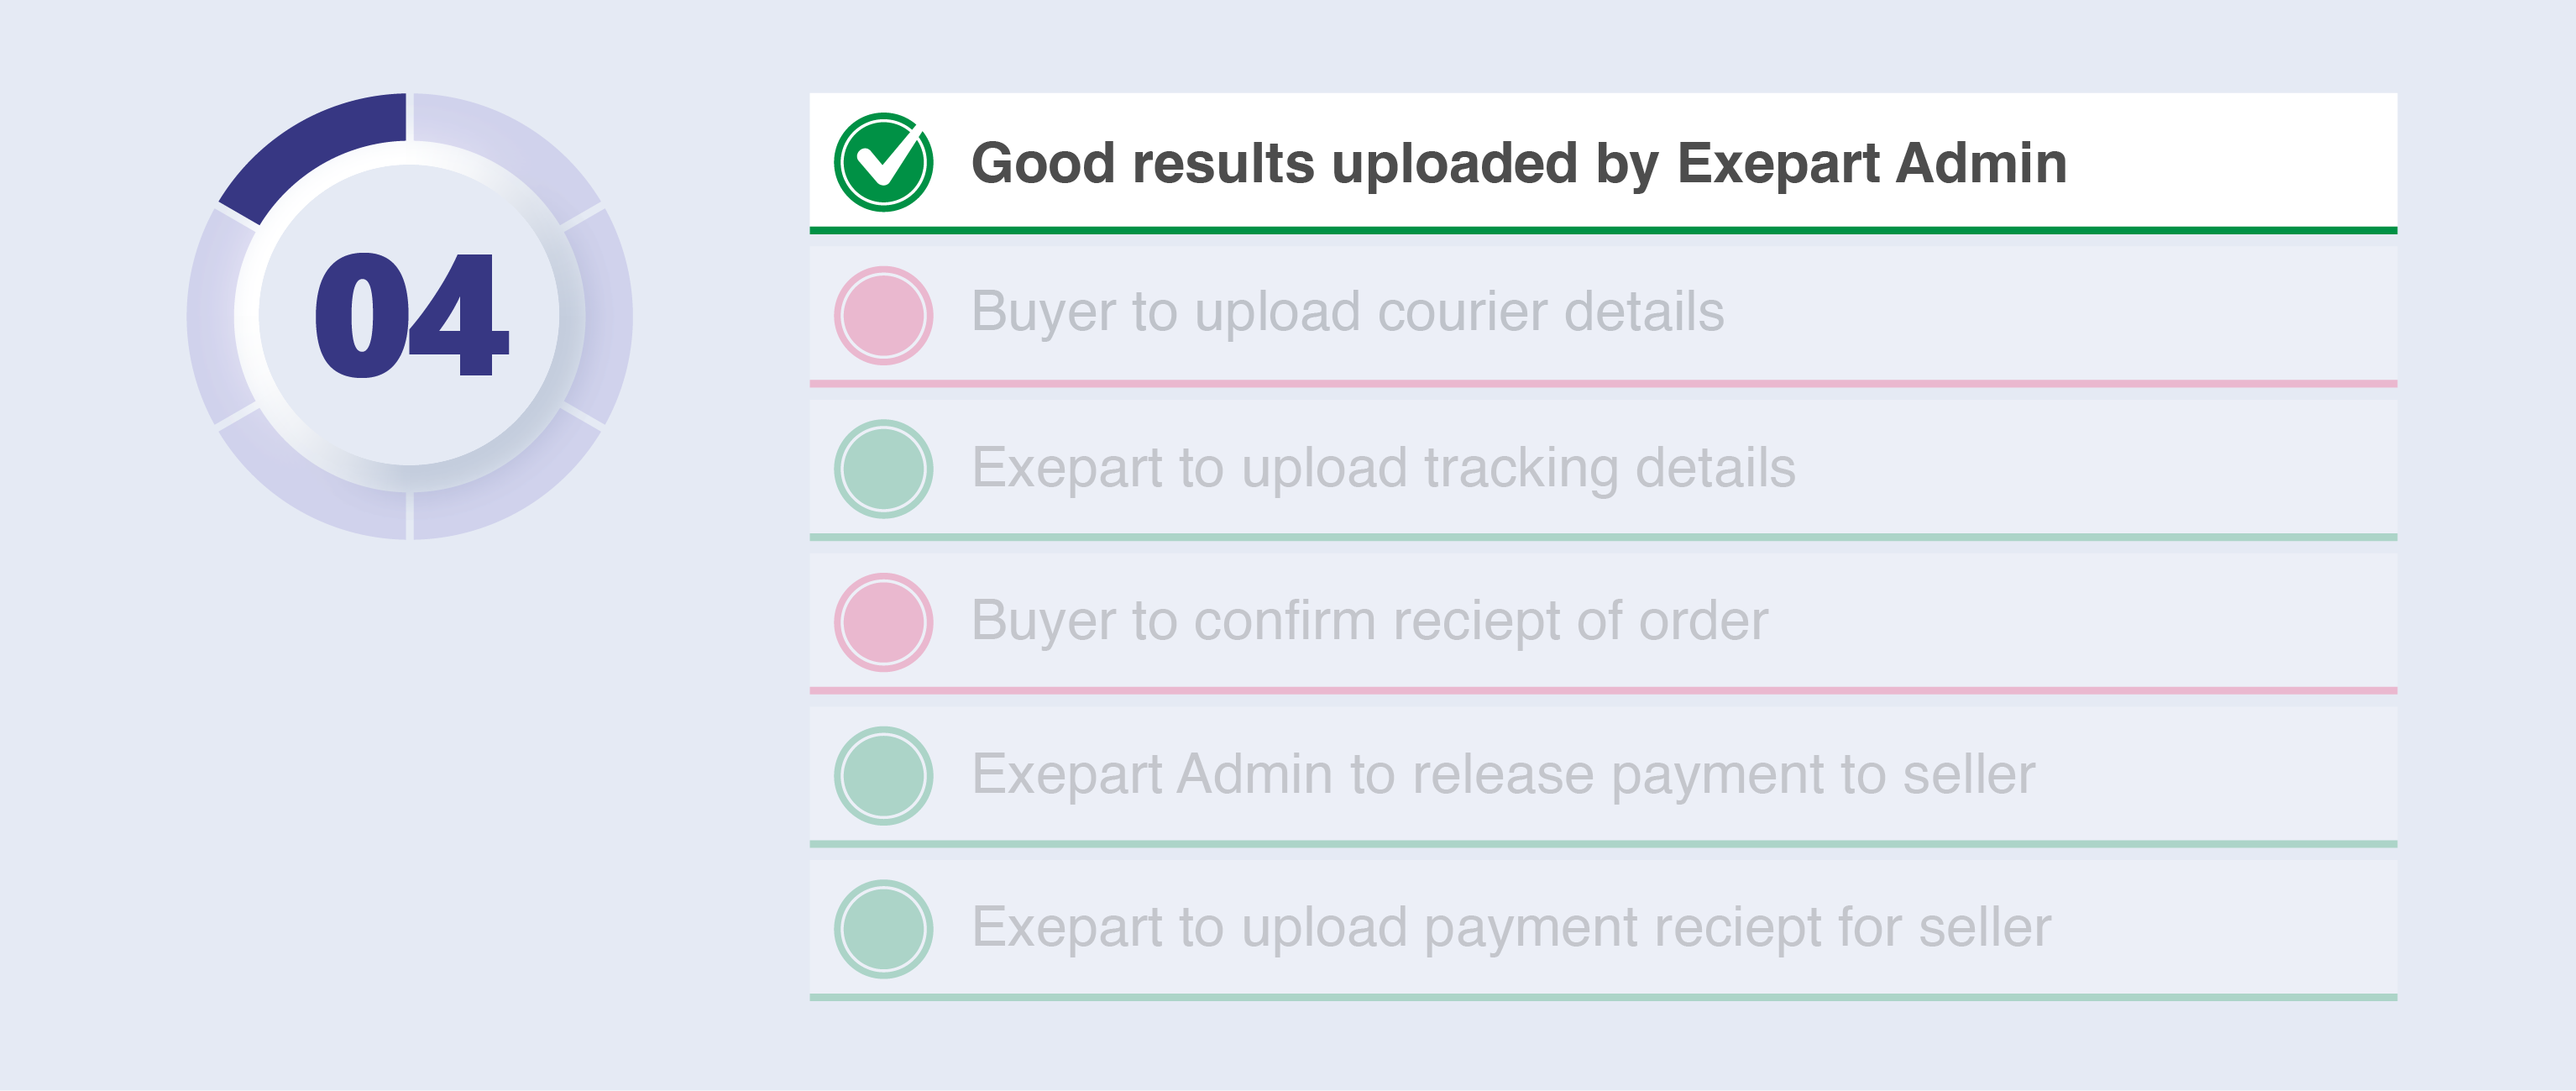 04
Good results uploaded by Exepart Admin
Buyer to upload courier details
Exepart to upload tracking details
Buyer to confirm reciept of order
Exepart Admin to release payment to seller
Exepart to upload payment reciept for seller